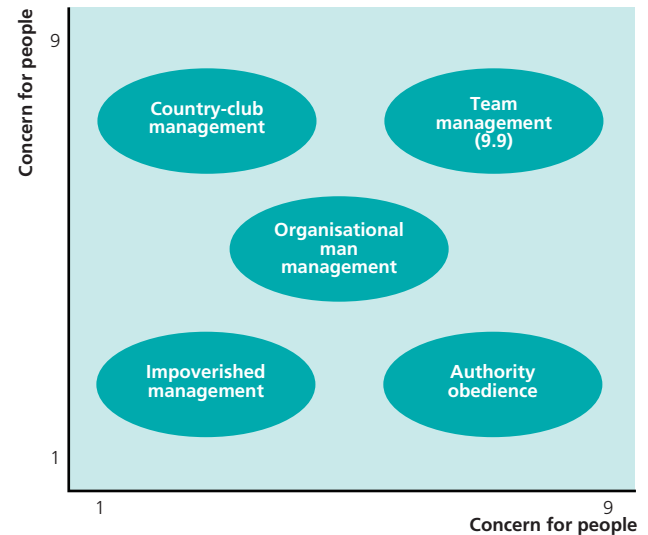 Concern for people
9
Country-club
management
Team
management
(9.9)
Organisational
man
management
Impoverished
management
Authority
obedience
1
1
9
Concern for people